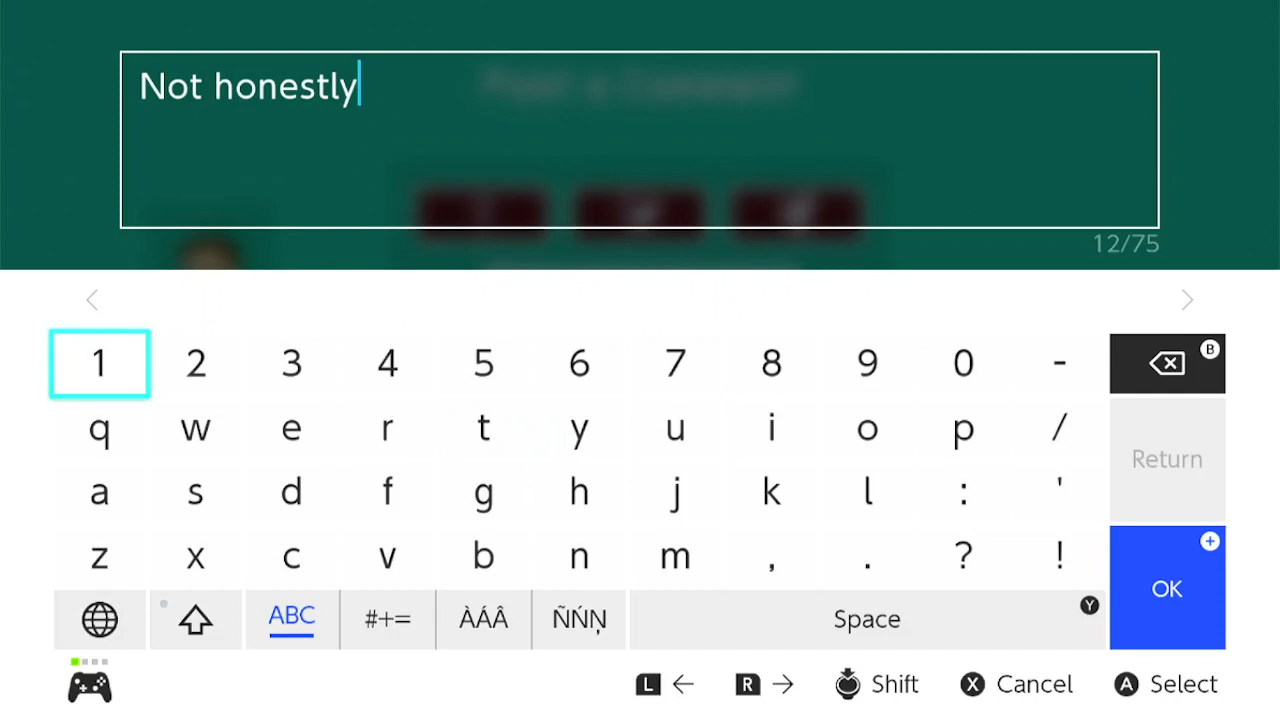 Not honestly
12/75
1 2 3 4 5 6 7 8 9 0 -
B
q w e r t y u i o p /
Return
a s d f g h j k l : '
z x c v b n m , . ? !
+
OK
ABC #+= ÀÁÂ ÑŃŅ Space Y
L ← R → Shift X Cancel A Select